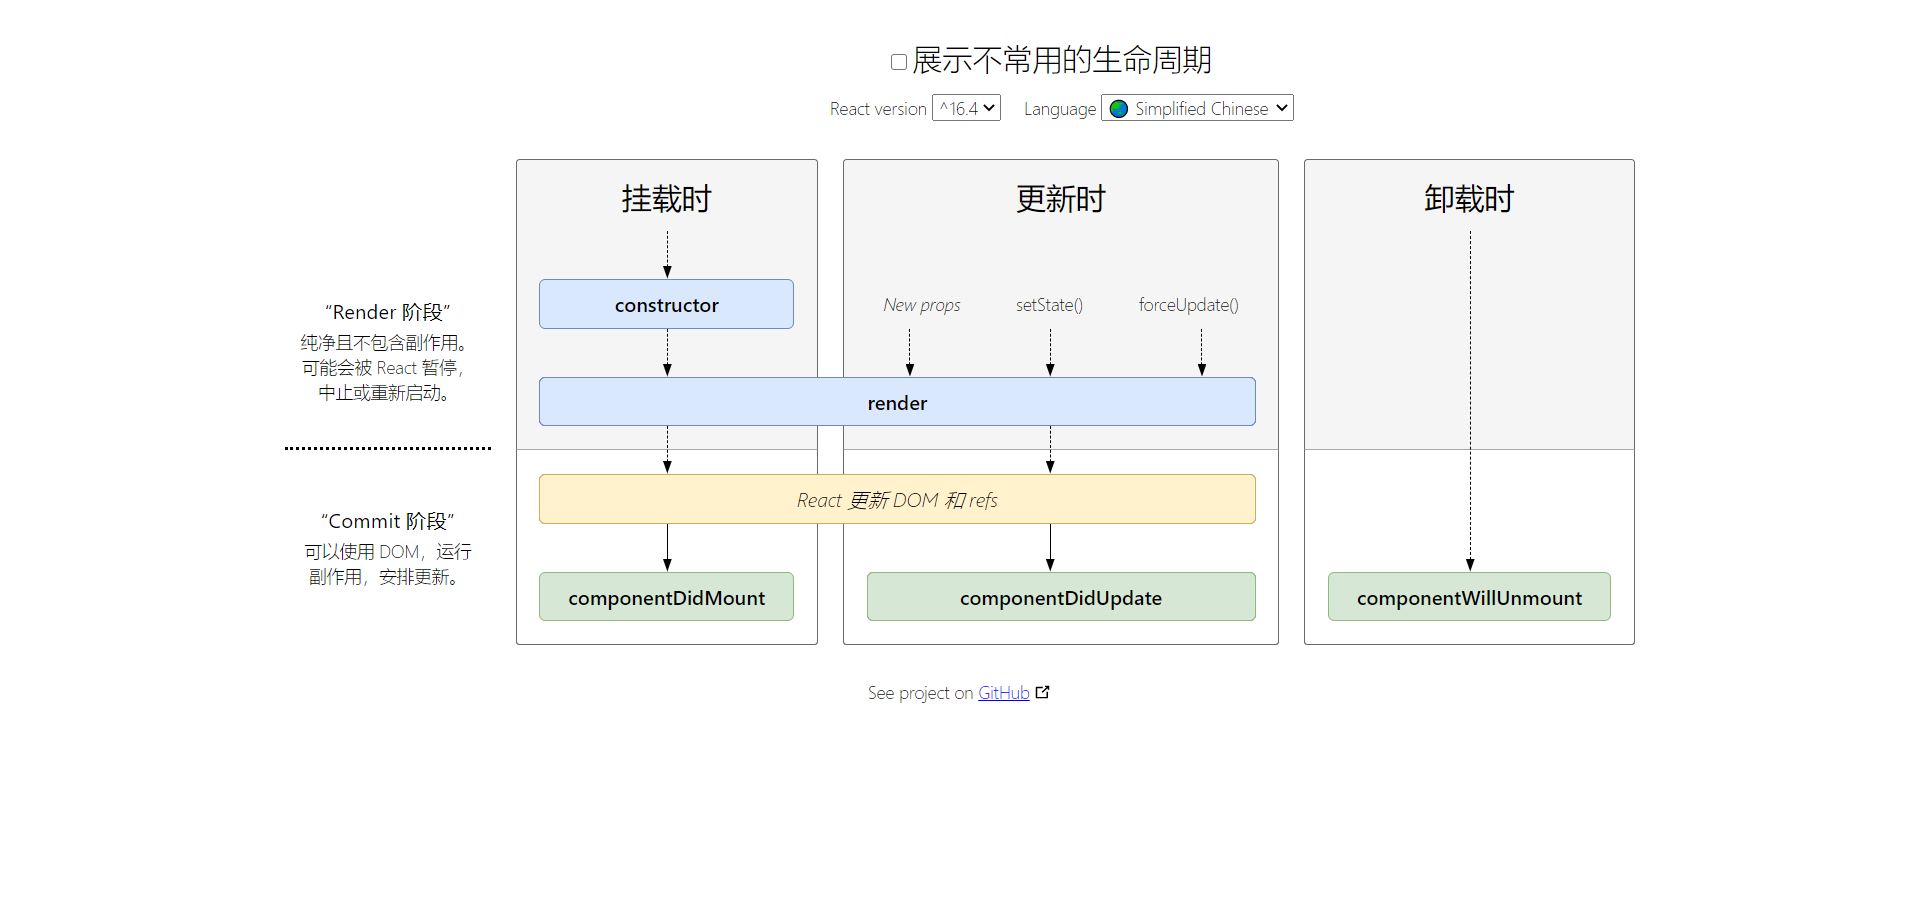 展示不常用的生命周期
React version ^16.4 Language Simplified Chinese
挂载时
更新时
卸载时
“Render 阶段”
纯净且不包含副作用。
可能会被 React 暂停，
中止或重新启动。
constructor
New props
setState()
forceUpdate()
render
“Commit 阶段”
可以使用 DOM，运行
副作用，安排更新。
React 更新 DOM 和 refs
componentDidMount
componentDidUpdate
componentWillUnmount
See project on GitHub